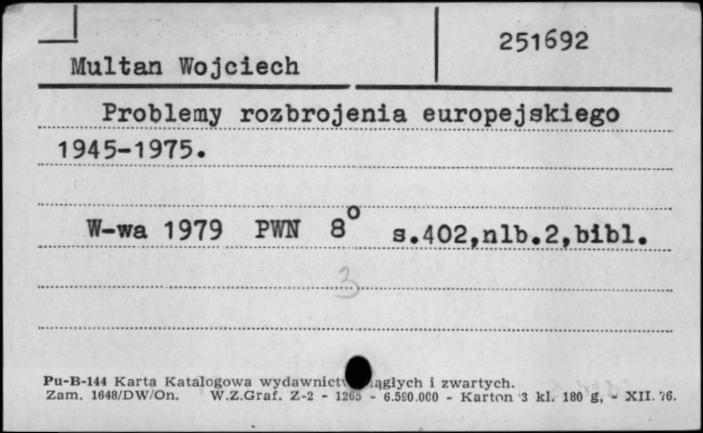 251692
Multan Wojciech
Problemy rozbrojenia europejskiego
1945-1975.
W-wa 1979 PWN 8° s.402,nlb.2,bibl.
3
Pu-B-144 Karta Katalogowa wydawnictw ciągłych i zwartych.
Zam. 1648/DW/On. W.Z.Graf. Z-2 - 1265 - 6.590.000 - Karton 3 kl. 180 g, - XII. 76.